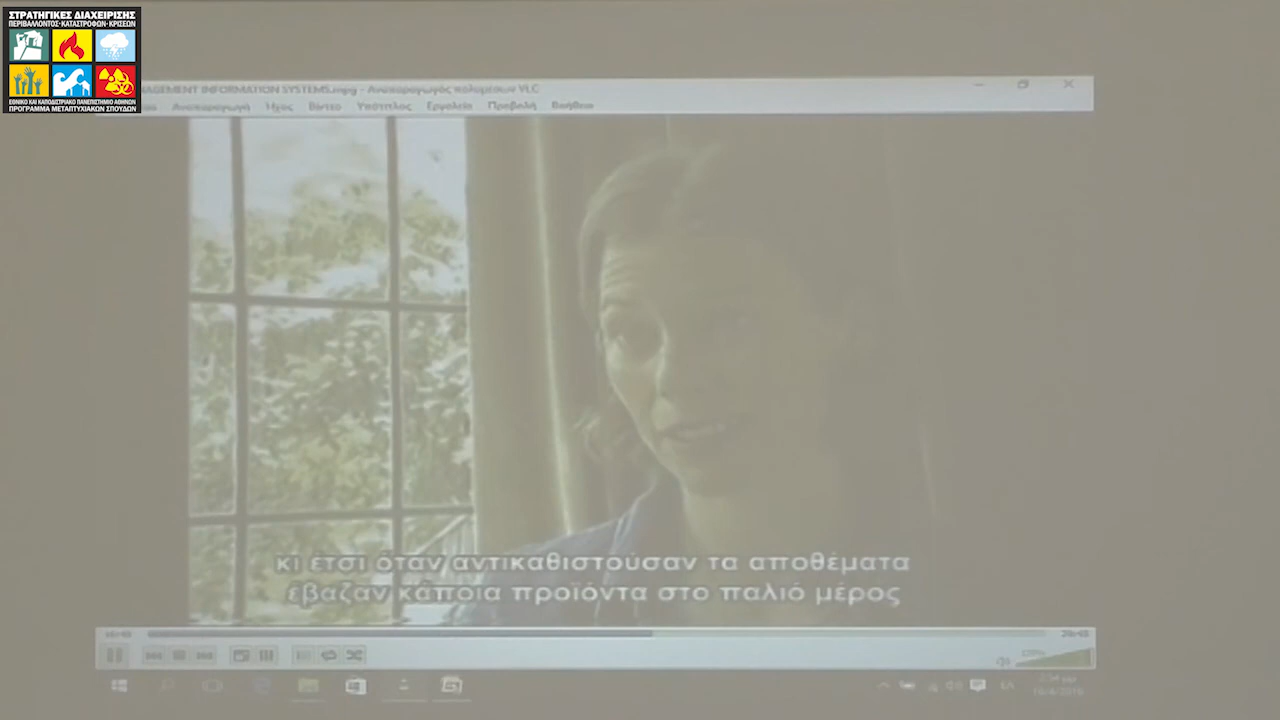 ΣΤΡΑΤΗΓΙΚΕΣ ΔΙΑΧΕΙΡΙΣΗΣ
ΠΕΡΙΒΑΛΛΟΝΤΟΣ·ΚΑΤΑΣΤΡΟΦΩΝ·ΚΡΙΣΕΩΝ
ΕΘΝΙΚΟ ΚΑΙ ΚΑΠΟΔΙΣΤΡΙΑΚΟ ΠΑΝΕΠΙΣΤΗΜΙΟ ΑΘΗΝΩΝ
ΠΡΟΓΡΑΜΜΑ ΜΕΤΑΠΤΥΧΙΑΚΩΝ ΣΠΟΥΔΩΝ
INFORMATION SYSTEMS.mpg - Αναπαραγωγός πολυμέσων VLC
Αναπαραγωγή Ήχος Βίντεο Υπότιτλος Εργαλεία Προβολή Βοήθεια
κι έτσι όταν αντικαθιστούσαν τα αποθέματα
έβαζαν κάποια προϊόντα στο παλιό μέρος